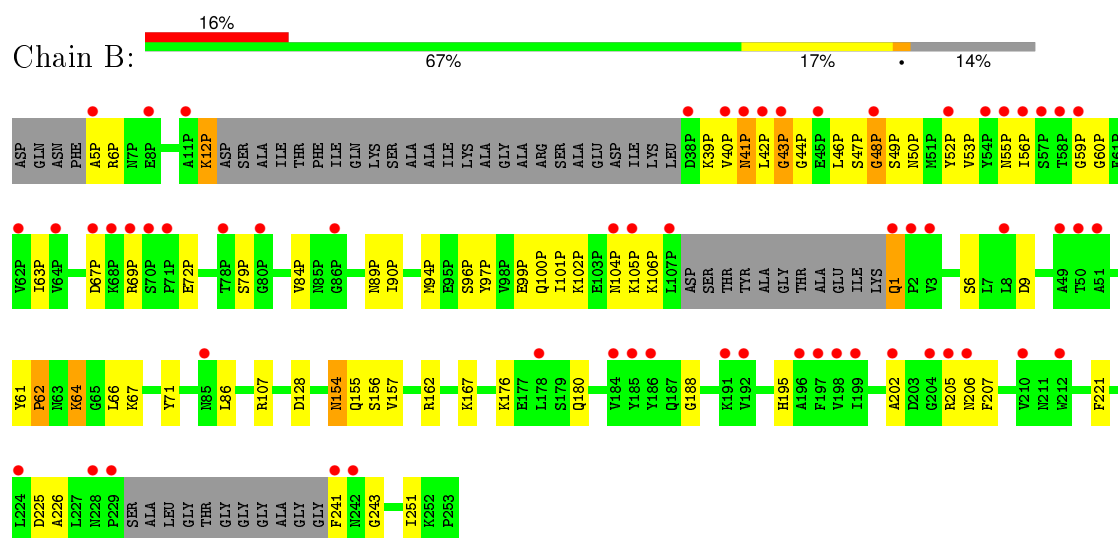 16%
Chain B:
67% 17% • 14%
ASP GLN ASN PHE A5P R6P N7P E8P A11P K12P ASP SER ALA ILE THR PHE ILE GLN LYS SER ALA ALA ILE LYS ALA GLY ALA ARG SER ALA GLU ASP ILE LYS LEU D38P K39P V40P N41P L42P G43P G44P E45P L46P S47P G48P S49P N50P M51P Y52P V53P Y54P N55P I56P S57P T58P G59P G60P E61P
V62P I63P V64P D67P K68P R69P S70P P71P E72P T78P S79P G80P V84P N85P G86P N89P I90P M94P E95P S96P Y97P V98P E99P Q100P I101P K102P E103P N104P K105P K106P L107P ASP SER THR THR TYR ALA GLY THR ALA GLU ILE LYS Q1 P2 V3 S6 L7 L8 D9 A49 T50 A51
Y61 P62 N63 K64 G65 L66 K67 Y71 N85 L86 R107 D128 N154 Q155 S156 V157 R162 K167 K176 E177 L178 S179 Q180 V184 Y185 Y186 Q187 G188 K191 V192 H195 A196 F197 V198 I199 A202 D203 G204 R205 N206 F207 V210 N211 W212 F221
L224 D225 A226 L227 N228 P229 SER ALA LEU GLY THR GLY GLY GLY GLY ALA GLY GLY F241 N242 G243 I251 K252 P253